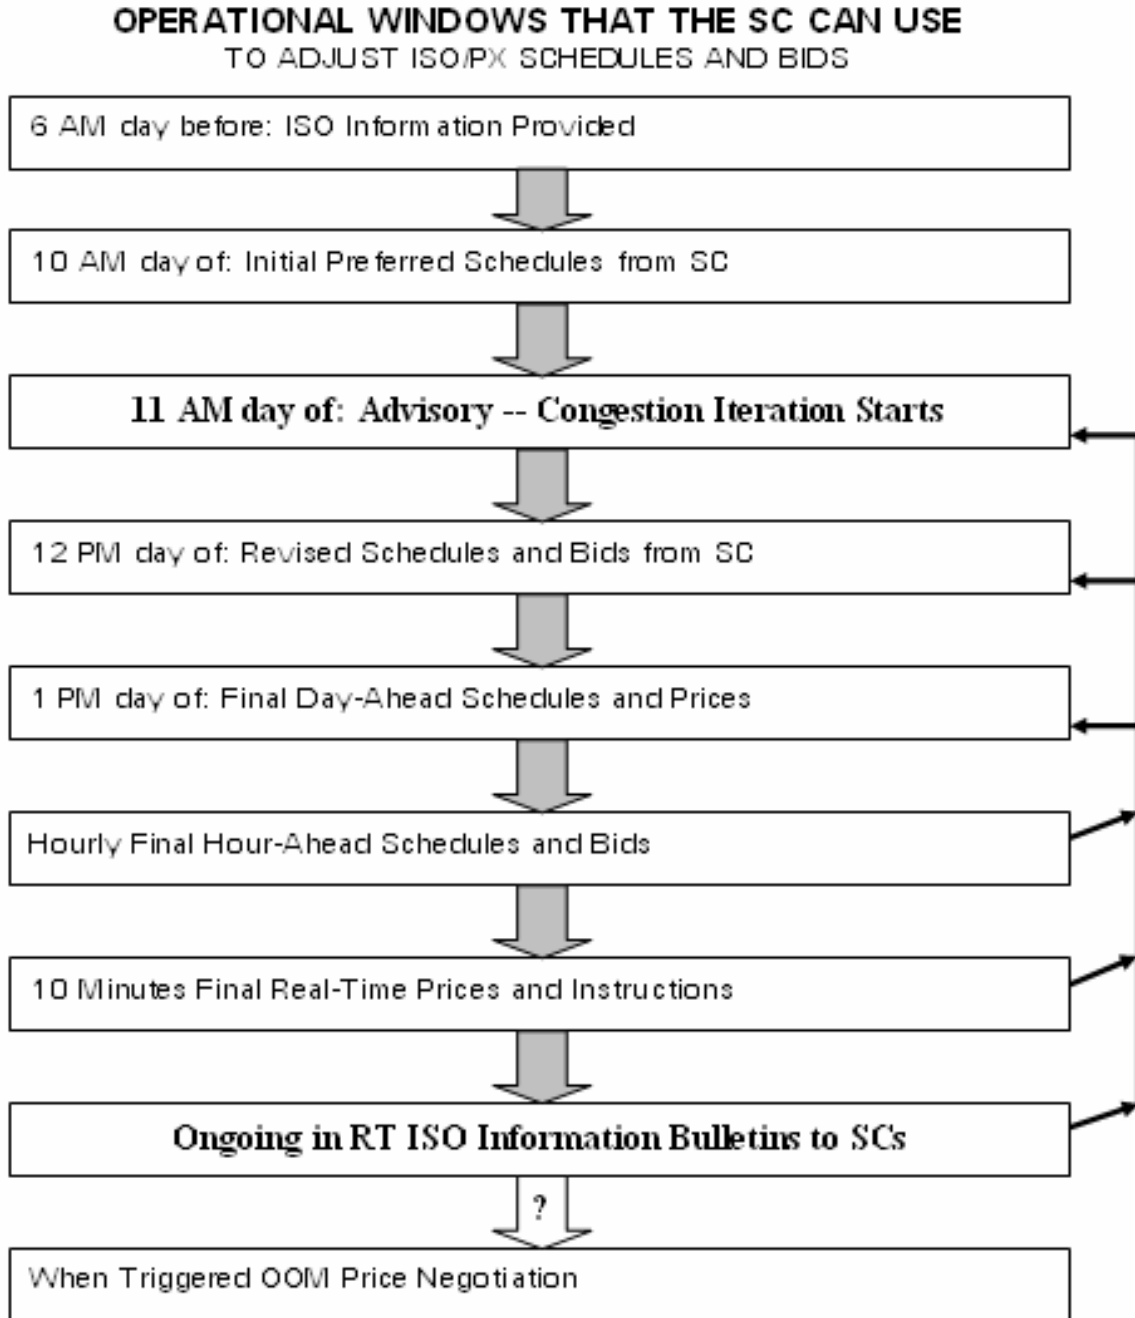 OPERATIONAL WINDOWS THAT THE SC CAN USE
TO ADJUST ISO/PX SCHEDULES AND BIDS
6 AM day before: ISO Information Provided
10 AM day of: Initial Preferred Schedules from SC
11 AM day of: Advisory -- Congestion Iteration Starts
12 PM day of: Revised Schedules and Bids from SC
1 PM day of: Final Day-Ahead Schedules and Prices
Hourly Final Hour-Ahead Schedules and Bids
10 Minutes Final Real-Time Prices and Instructions
Ongoing in RT ISO Information Bulletins to SCs
?
When Triggered OOM Price Negotiation